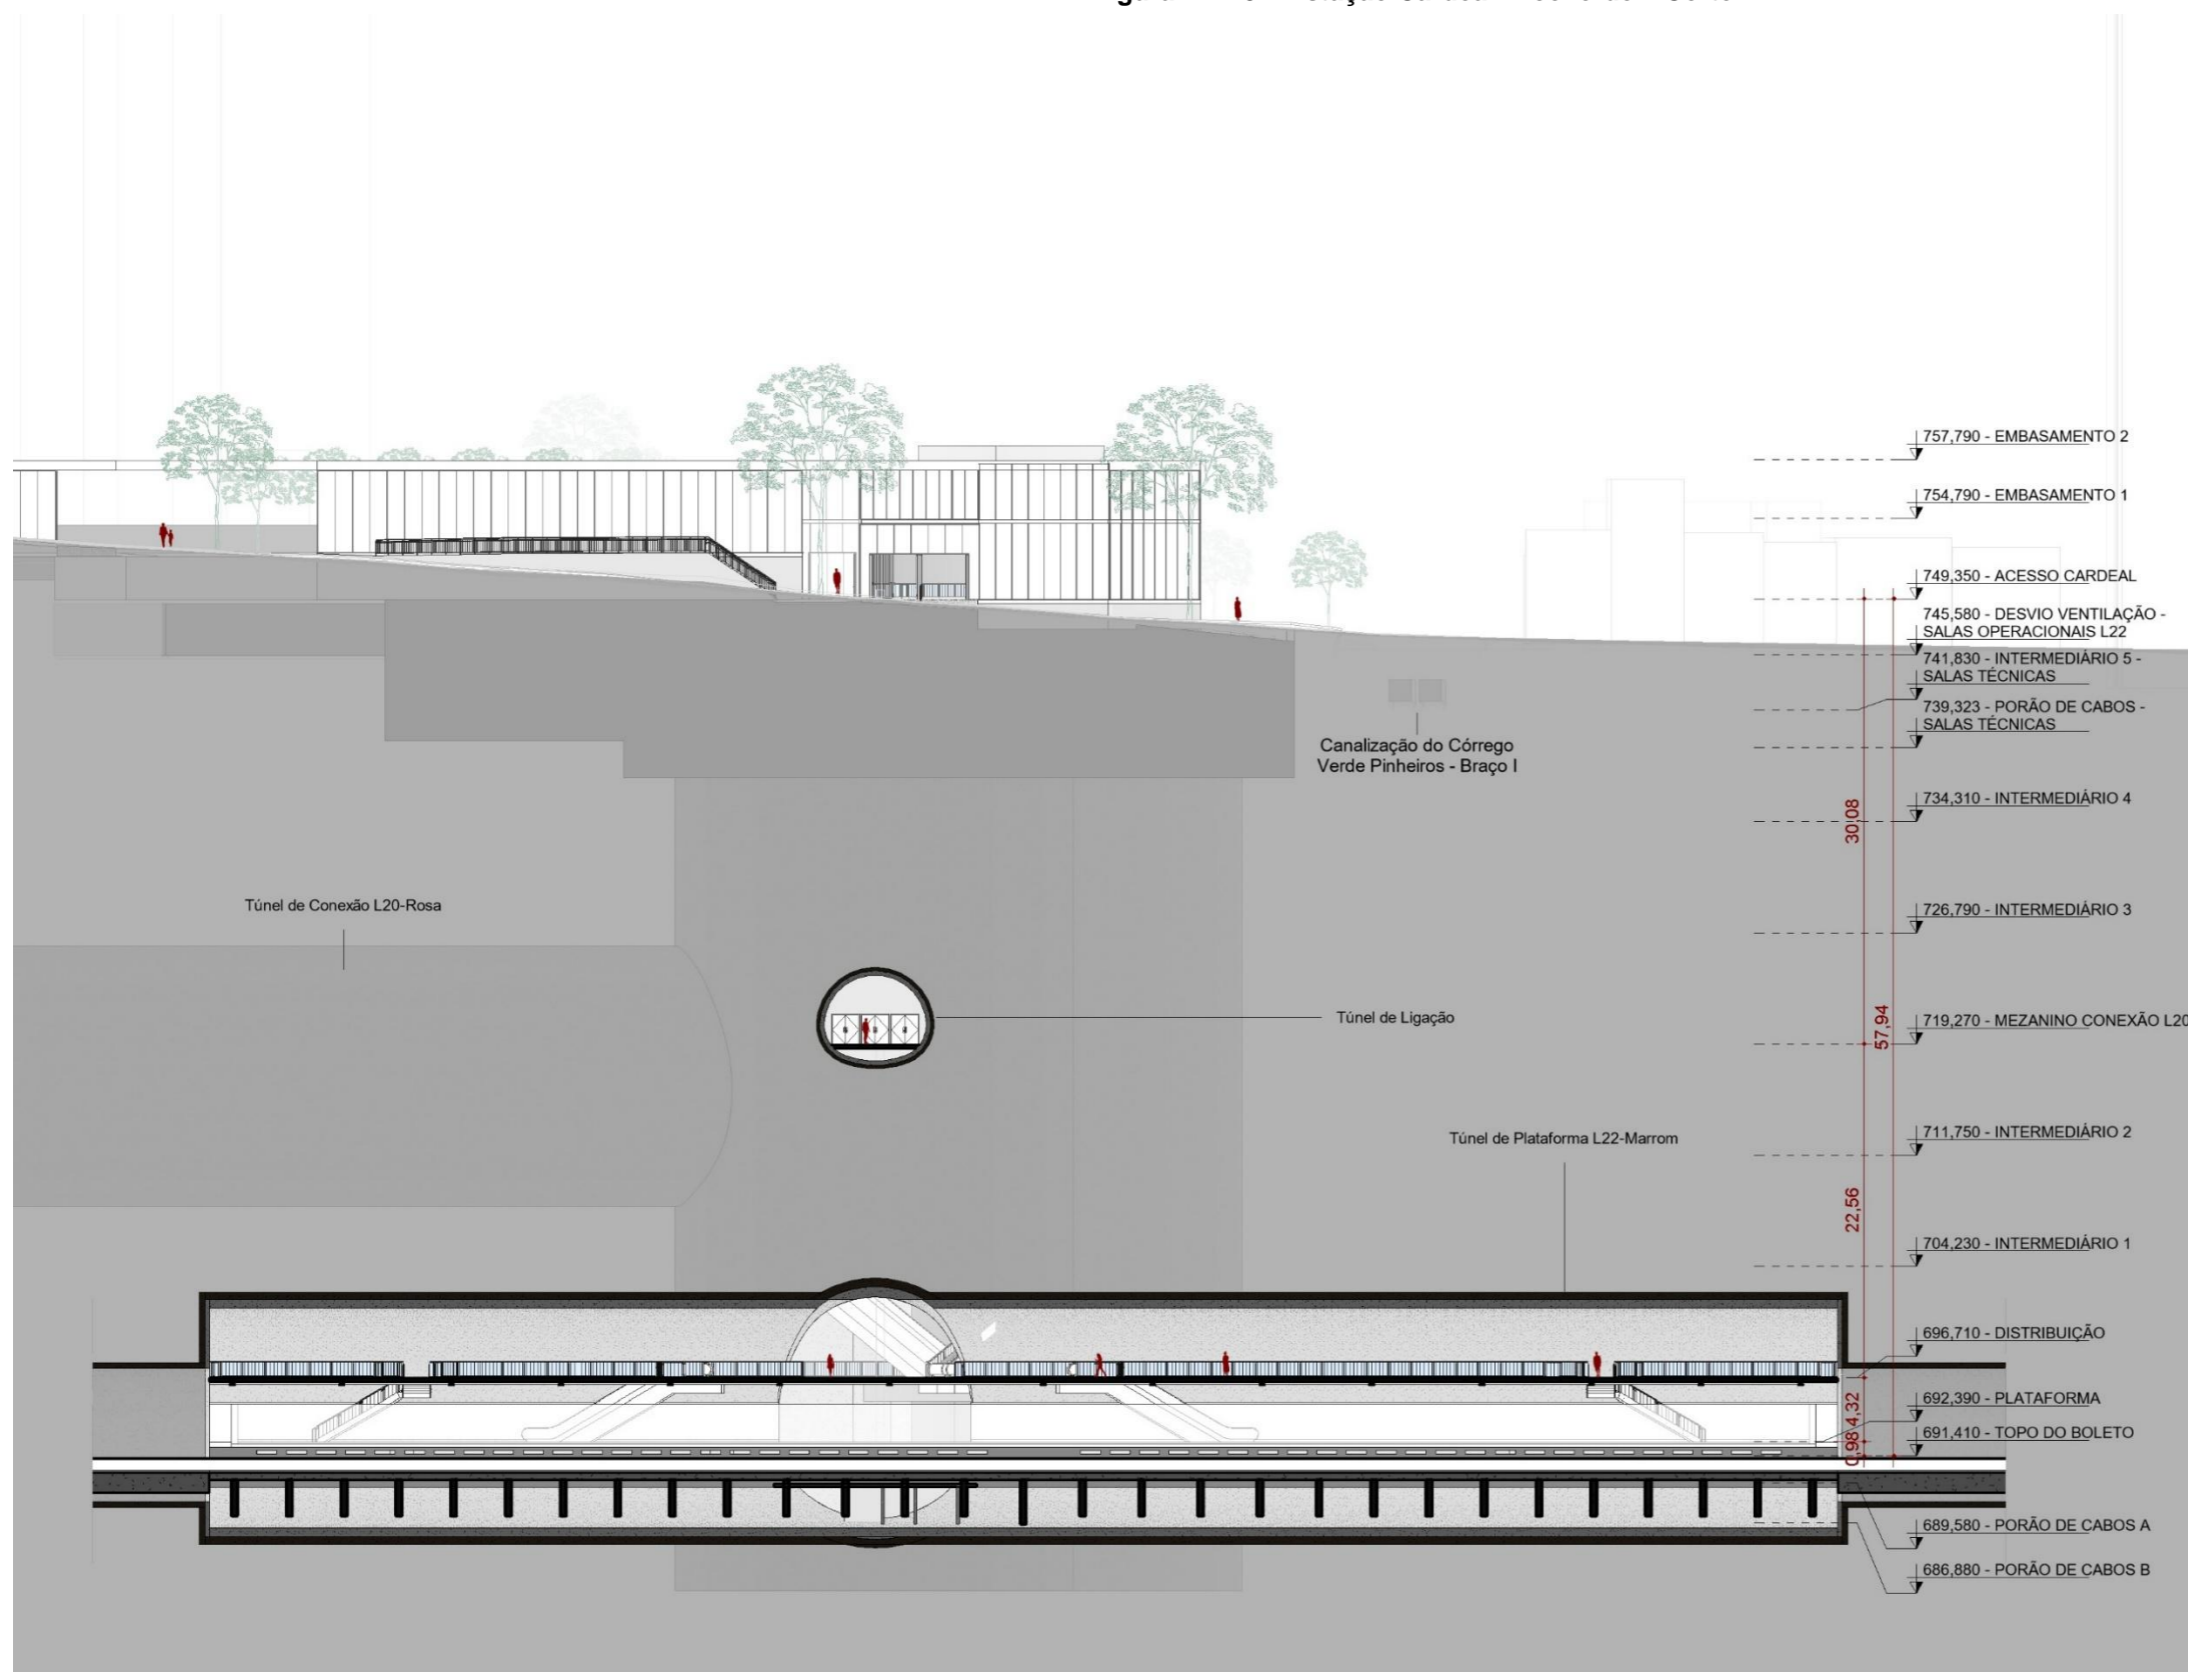 757,790 - EMBASAMENTO 2
754,790 - EMBASAMENTO 1
749,350 - ACESSO CARDEAL
745,580 - DESVIO VENTILAÇÃO -
SALAS OPERACIONAIS L22
741,830 - INTERMEDIÁRIO 5 -
SALAS TÉCNICAS
739,323 - PORÃO DE CABOS -
SALAS TÉCNICAS
Canalização do Córrego
Verde Pinheiros - Braço I
734,310 - INTERMEDIÁRIO 4
30,08
Túnel de Conexão L20-Rosa
726,790 - INTERMEDIÁRIO 3
Túnel de Ligação
57,94
719,270 - MEZANINO CONEXÃO L20
Túnel de Plataforma L22-Marrom
711,750 - INTERMEDIÁRIO 2
22,56
704,230 - INTERMEDIÁRIO 1
696,710 - DISTRIBUIÇÃO
4,32
692,390 - PLATAFORMA
0,98
691,410 - TOPO DO BOLETO
689,580 - PORÃO DE CABOS A
686,880 - PORÃO DE CABOS B